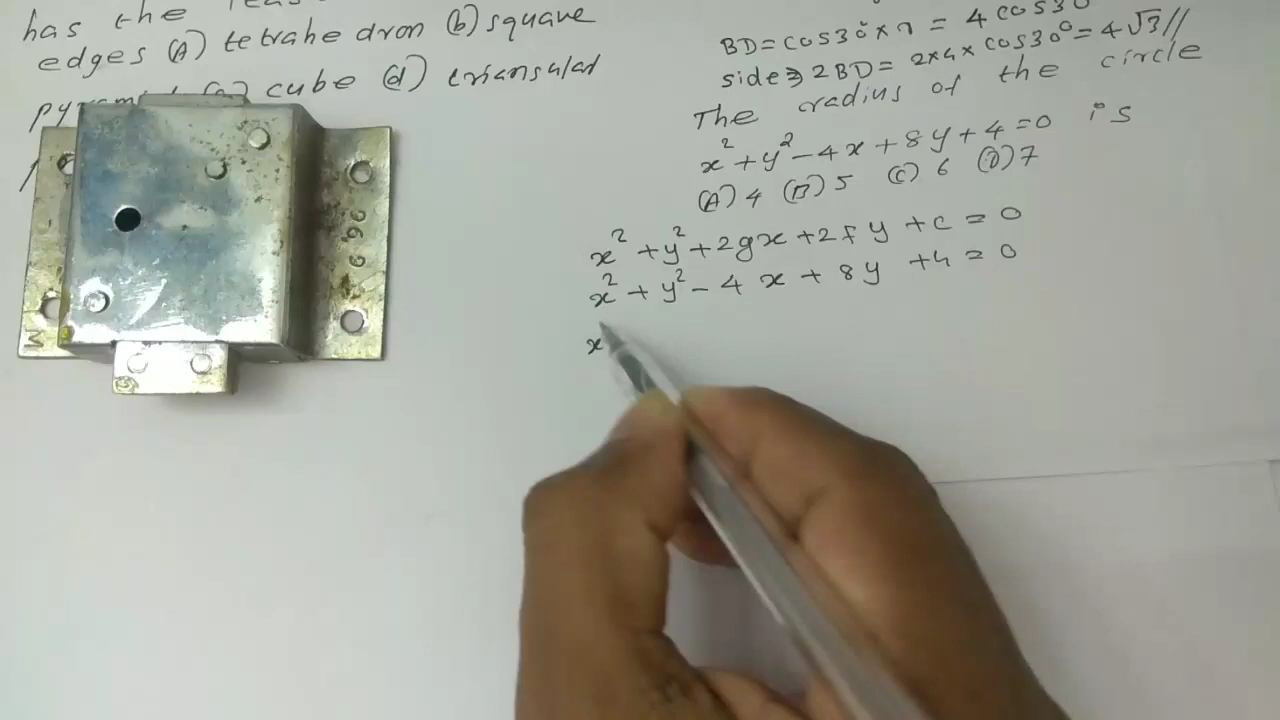 has the
edges (A) tetrahedron (b) square
cube (d) triangular
BD = cos30° × 7 = 4 cos30
side ⇒ 2BD = 2×4× cos30° = 4√3//
The radius of the circle
x² + y² - 4x + 8y + 4 = 0 is
(A) 4 (B) 5 (C) 6 (D) 7
x² + y² + 2gx + 2fy + c = 0
x² + y² - 4x + 8y + 4 = 0
x
969
M